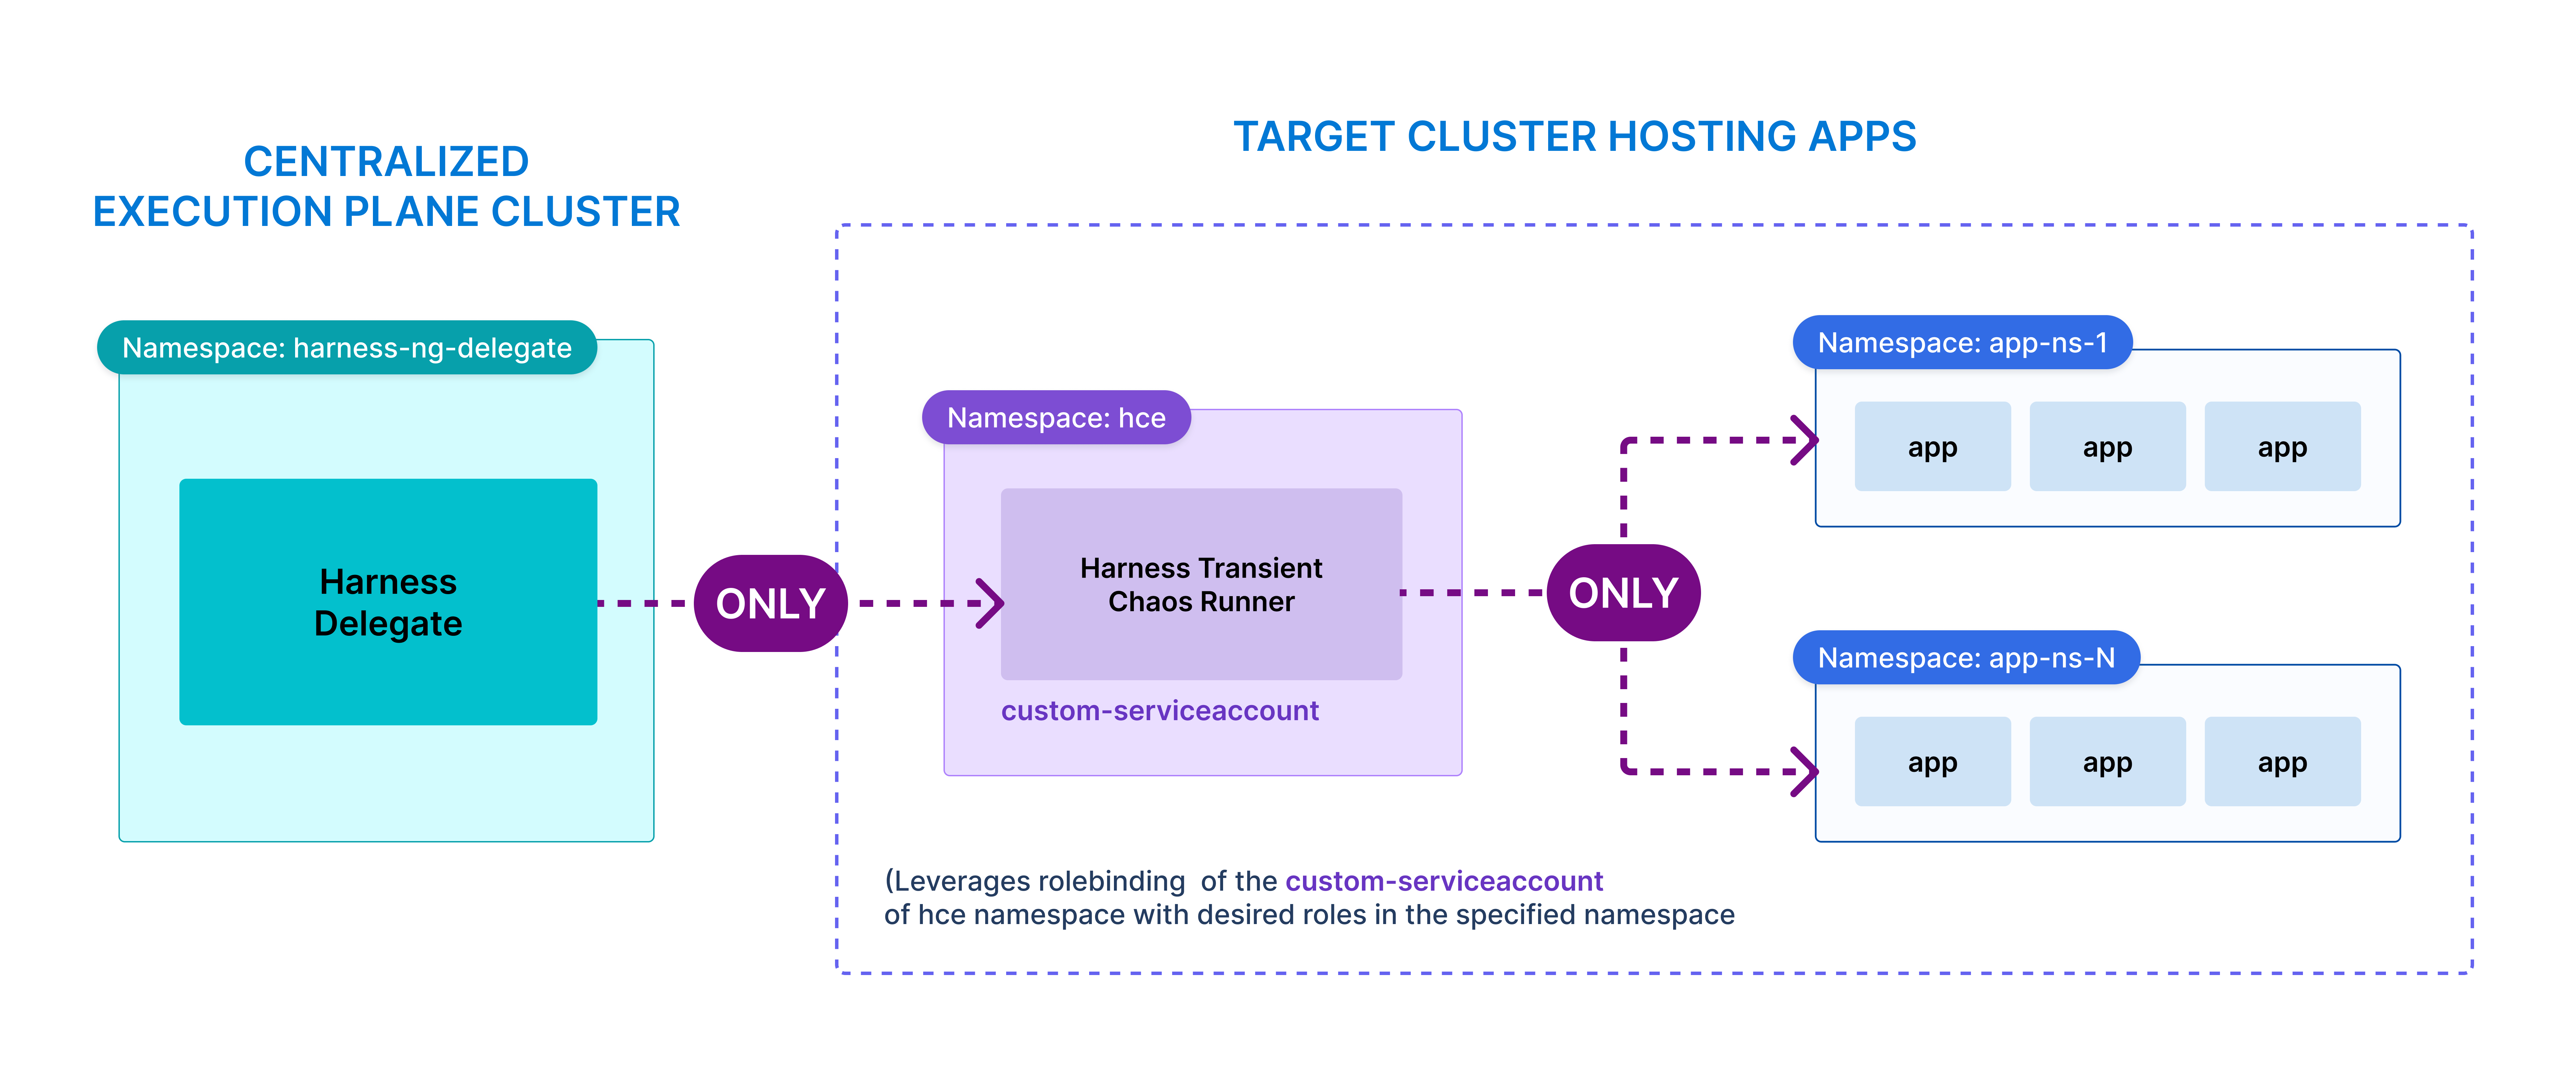 CENTRALIZED
EXECUTION PLANE CLUSTER
Namespace: harness-ng-delegate
Harness
Delegate
ONLY
TARGET CLUSTER HOSTING APPS
Namespace: hce
Harness Transient
Chaos Runner
custom-serviceaccount
ONLY
Namespace: app-ns-1
app
app
app
Namespace: app-ns-N
app
app
app
(Leverages rolebinding  of the custom-serviceaccount
of hce namespace with desired roles in the specified namespace